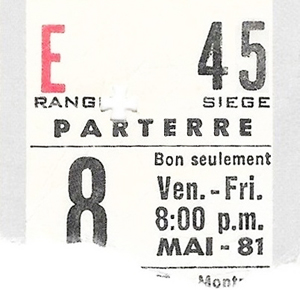 E 45
RANG SIEGE
PARTERRE
8
Bon seulement
Ven. - Fri.
8:00 p.m.
MAI - 81